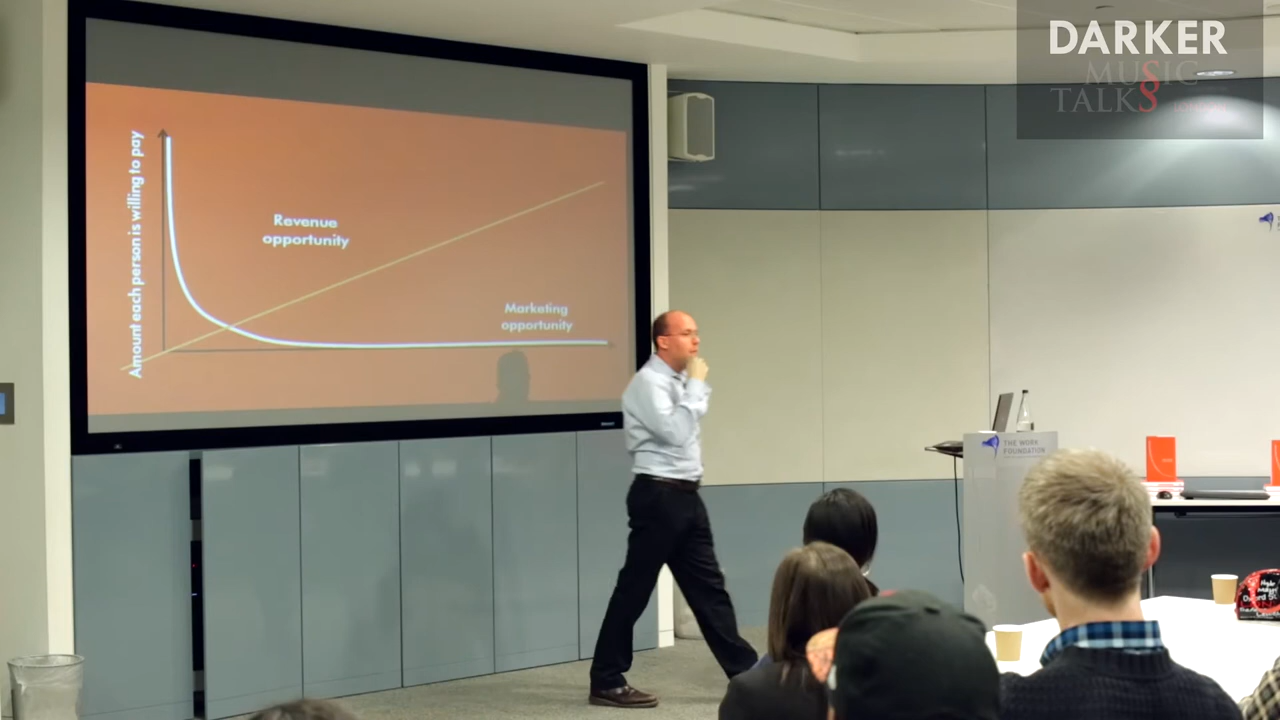 DARKER
MUSIC
TALKS
Amount each person is willing to pay
Revenue
opportunity
Marketing
opportunity
THE WORK
FOUNDATION